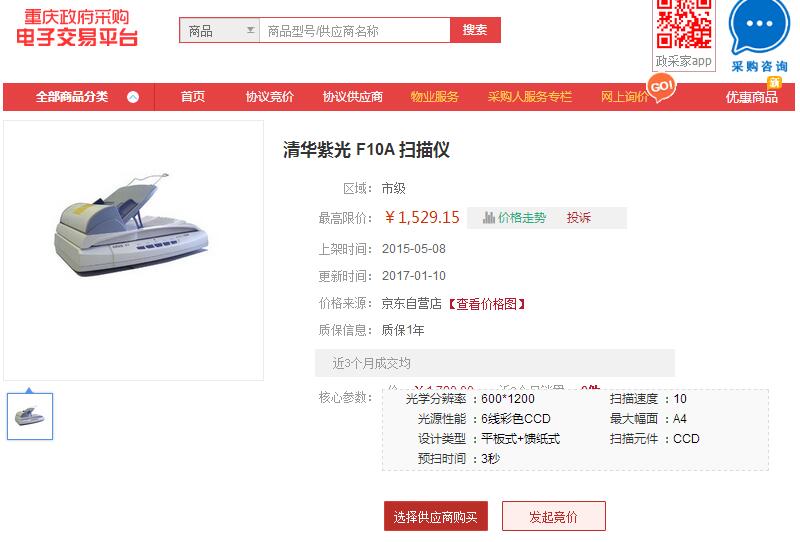 重庆政府采购
电子交易平台
商品 商品型号/供应商名称 搜索
政采家app
采购咨询
全部商品分类 首页 协议竞价 协议供应商 物业服务 采购人服务专栏 网上询价 GO! 优惠商品
清华紫光 F10A 扫描仪
区域： 市级
最高限价： ￥1,529.15 价格走势 投诉
上架时间： 2015-05-08
更新时间： 2017-01-10
价格来源： 京东自营店【查看价格图】
质保信息： 质保1年
近3个月成交均
核心参数：
光学分辨率 ：600*1200 扫描速度 ：10
光源性能 ：6线彩色CCD 最大幅面 ：A4
设计类型 ：平板式+馈纸式 扫描元件 ：CCD
预扫时间 ：3秒
选择供应商购买 发起竞价